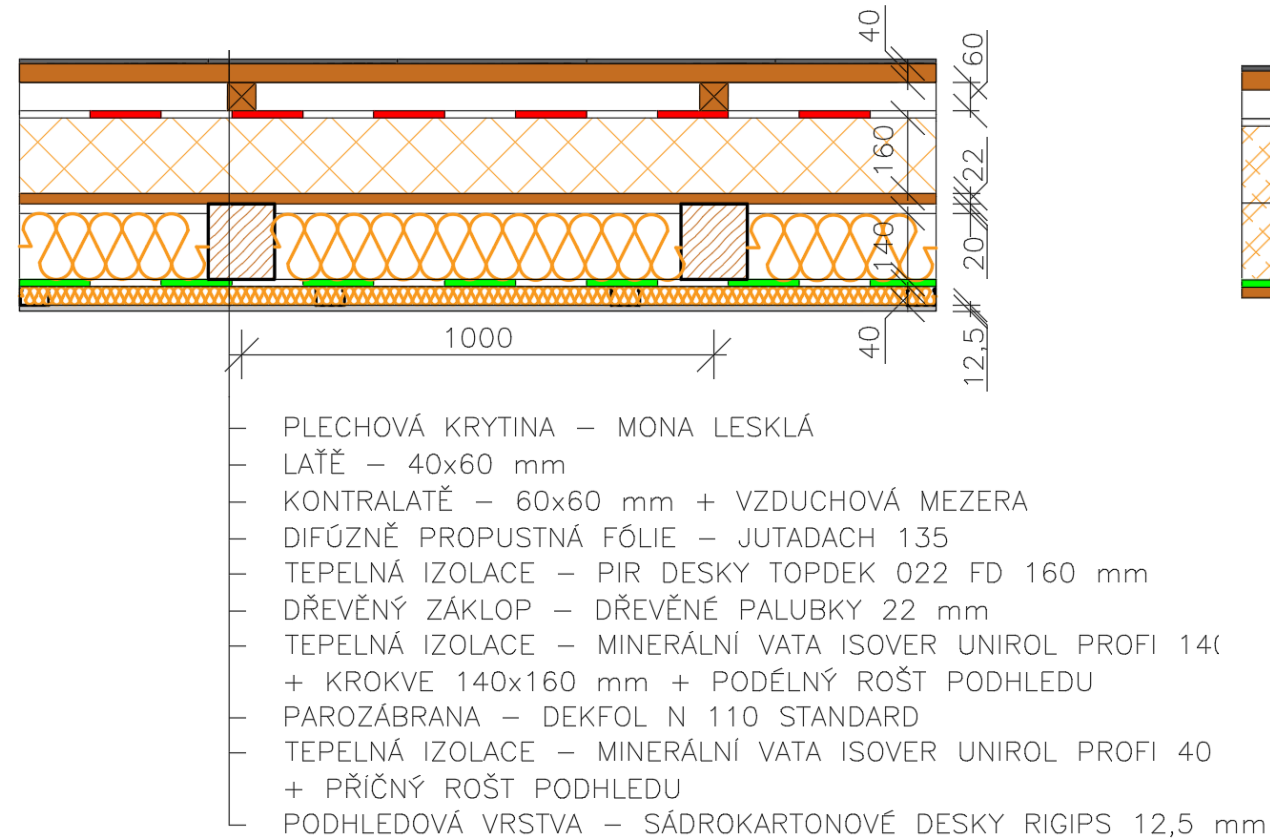 40
60
160
22
140
20
40
12,5
1000
PLECHOVÁ KRYTINA – MONA LESKLÁ
LAŤĚ – 40x60 mm
KONTRALATĚ – 60x60 mm + VZDUCHOVÁ MEZERA
DIFÚZNĚ PROPUSTNÁ FÓLIE – JUTADACH 135
TEPELNÁ IZOLACE – PIR DESKY TOPDEK 022 FD 160 mm
DŘEVĚNÝ ZÁKLOP – DŘEVĚNÉ PALUBKY 22 mm
TEPELNÁ IZOLACE – MINERÁLNÍ VATA ISOVER UNIROL PROFI
+ KROKVE 140x160 mm + PODÉLNÝ ROŠT PODHLEDU
PAROZÁBRANA – DEKFOL N 110 STANDARD
TEPELNÁ IZOLACE – MINERÁLNÍ VATA ISOVER UNIROL PROFI 40
+ PŘÍČNÝ ROŠT PODHLEDU
PODHLEDOVÁ VRSTVA – SÁDROKARTONOVÉ DESKY RIGIPS 12,5 mm